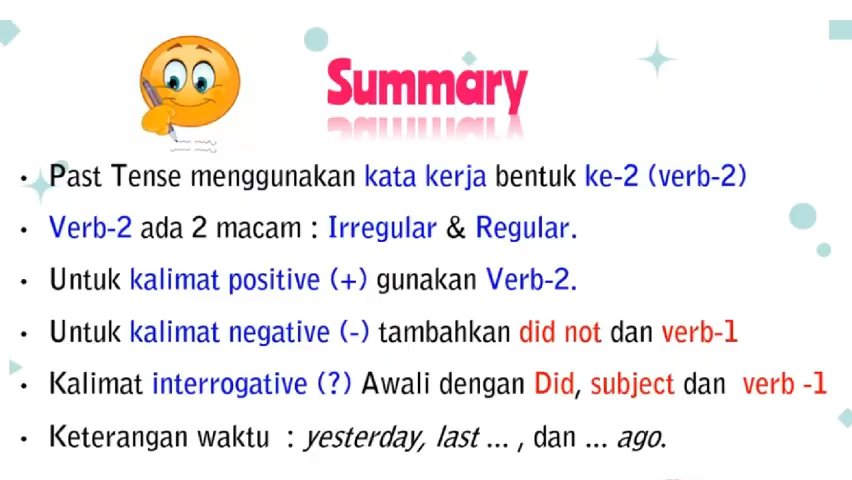 Summary
• Past Tense menggunakan kata kerja bentuk ke-2 (verb-2)
• Verb-2 ada 2 macam : Irregular & Regular.
• Untuk kalimat positive (+) gunakan Verb-2.
• Untuk kalimat negative (-) tambahkan did not dan verb-1
• Kalimat interrogative (?) Awali dengan Did, subject dan verb -1
• Keterangan waktu : yesterday, last ... , dan ... ago.